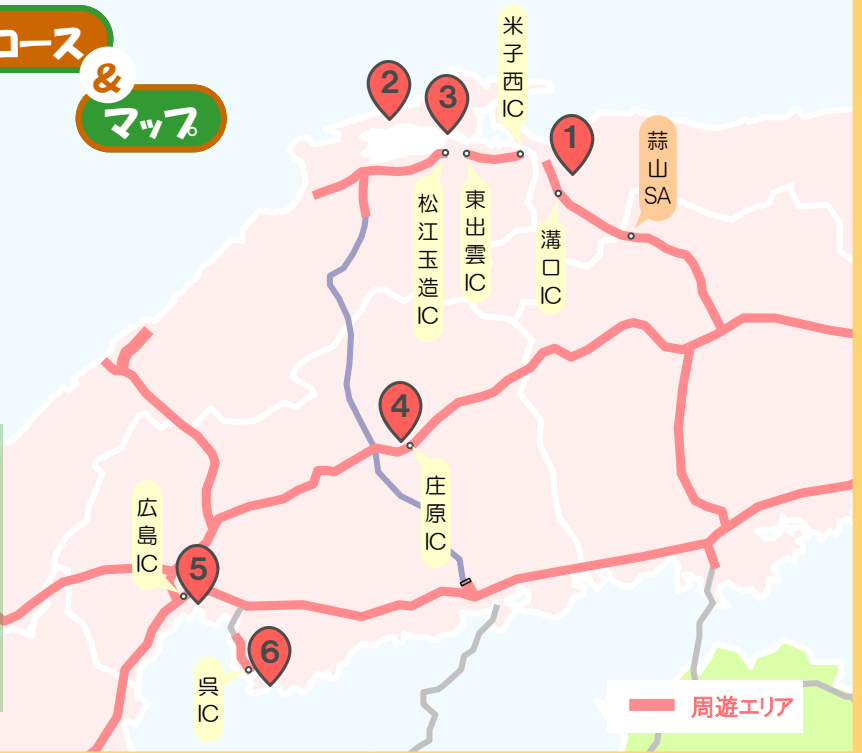 コース
&
マップ
米子西IC
2
3
1
蒜山SA
松江玉造IC
東出雲IC
溝口IC
4
庄原IC
広島IC
5
6
呉IC
周遊エリア